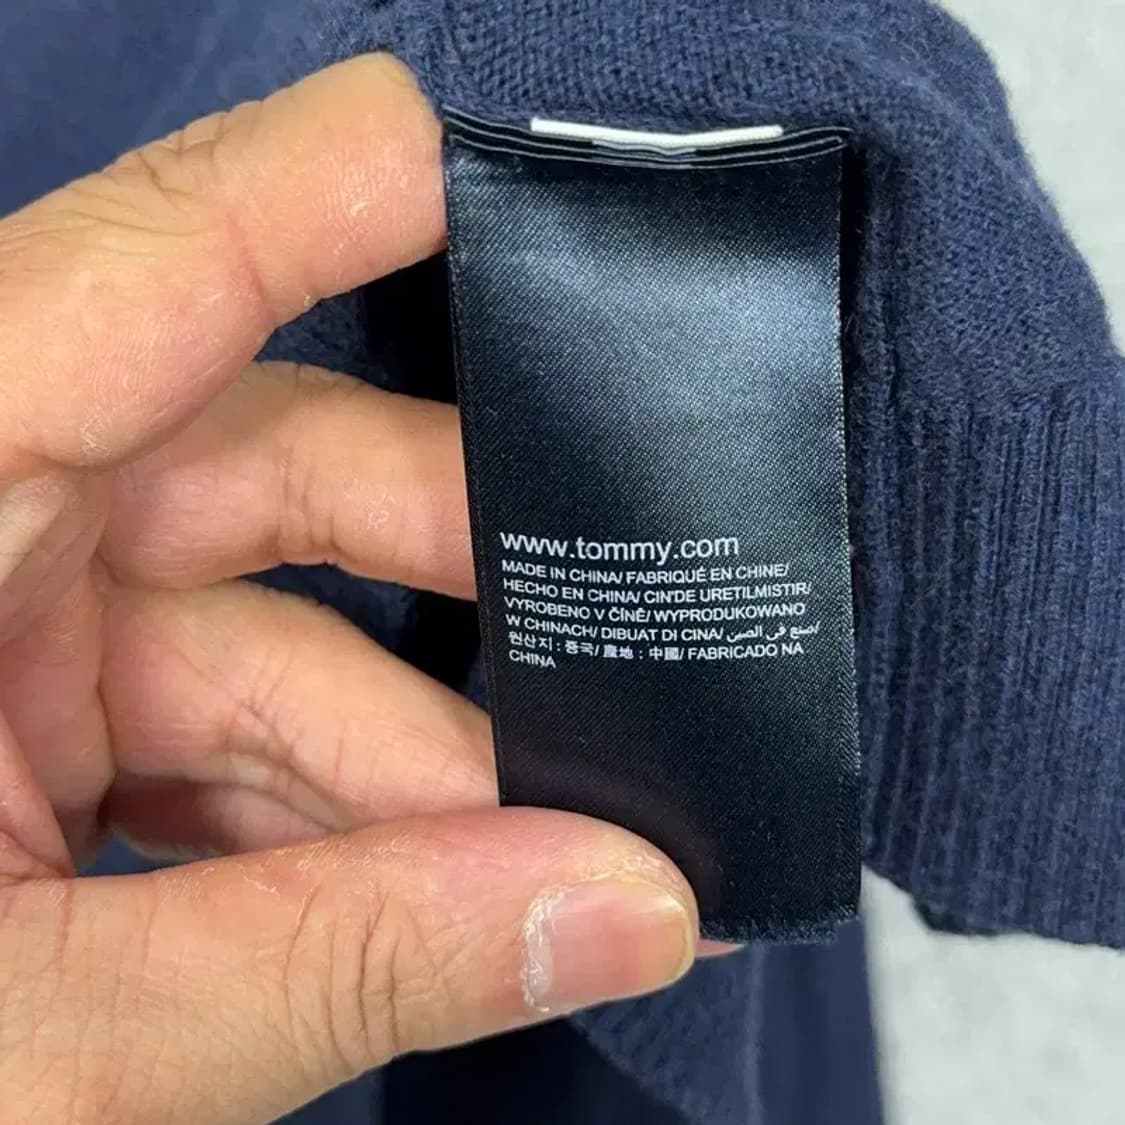 www.tommy.com
MADE IN CHINA/ FABRIQUÉ EN CHINE/
HECHO EN CHINA/ CIN'DE URETILMISTIR/
VYROBENO V ČÍNĚ/ WYPRODUKOWANO
W CHINACH/ DIBUAT DI CINA/ صنع في الصين/
원산지 : 중국/ 產地 : 中國/ FABRICADO NA
CHINA